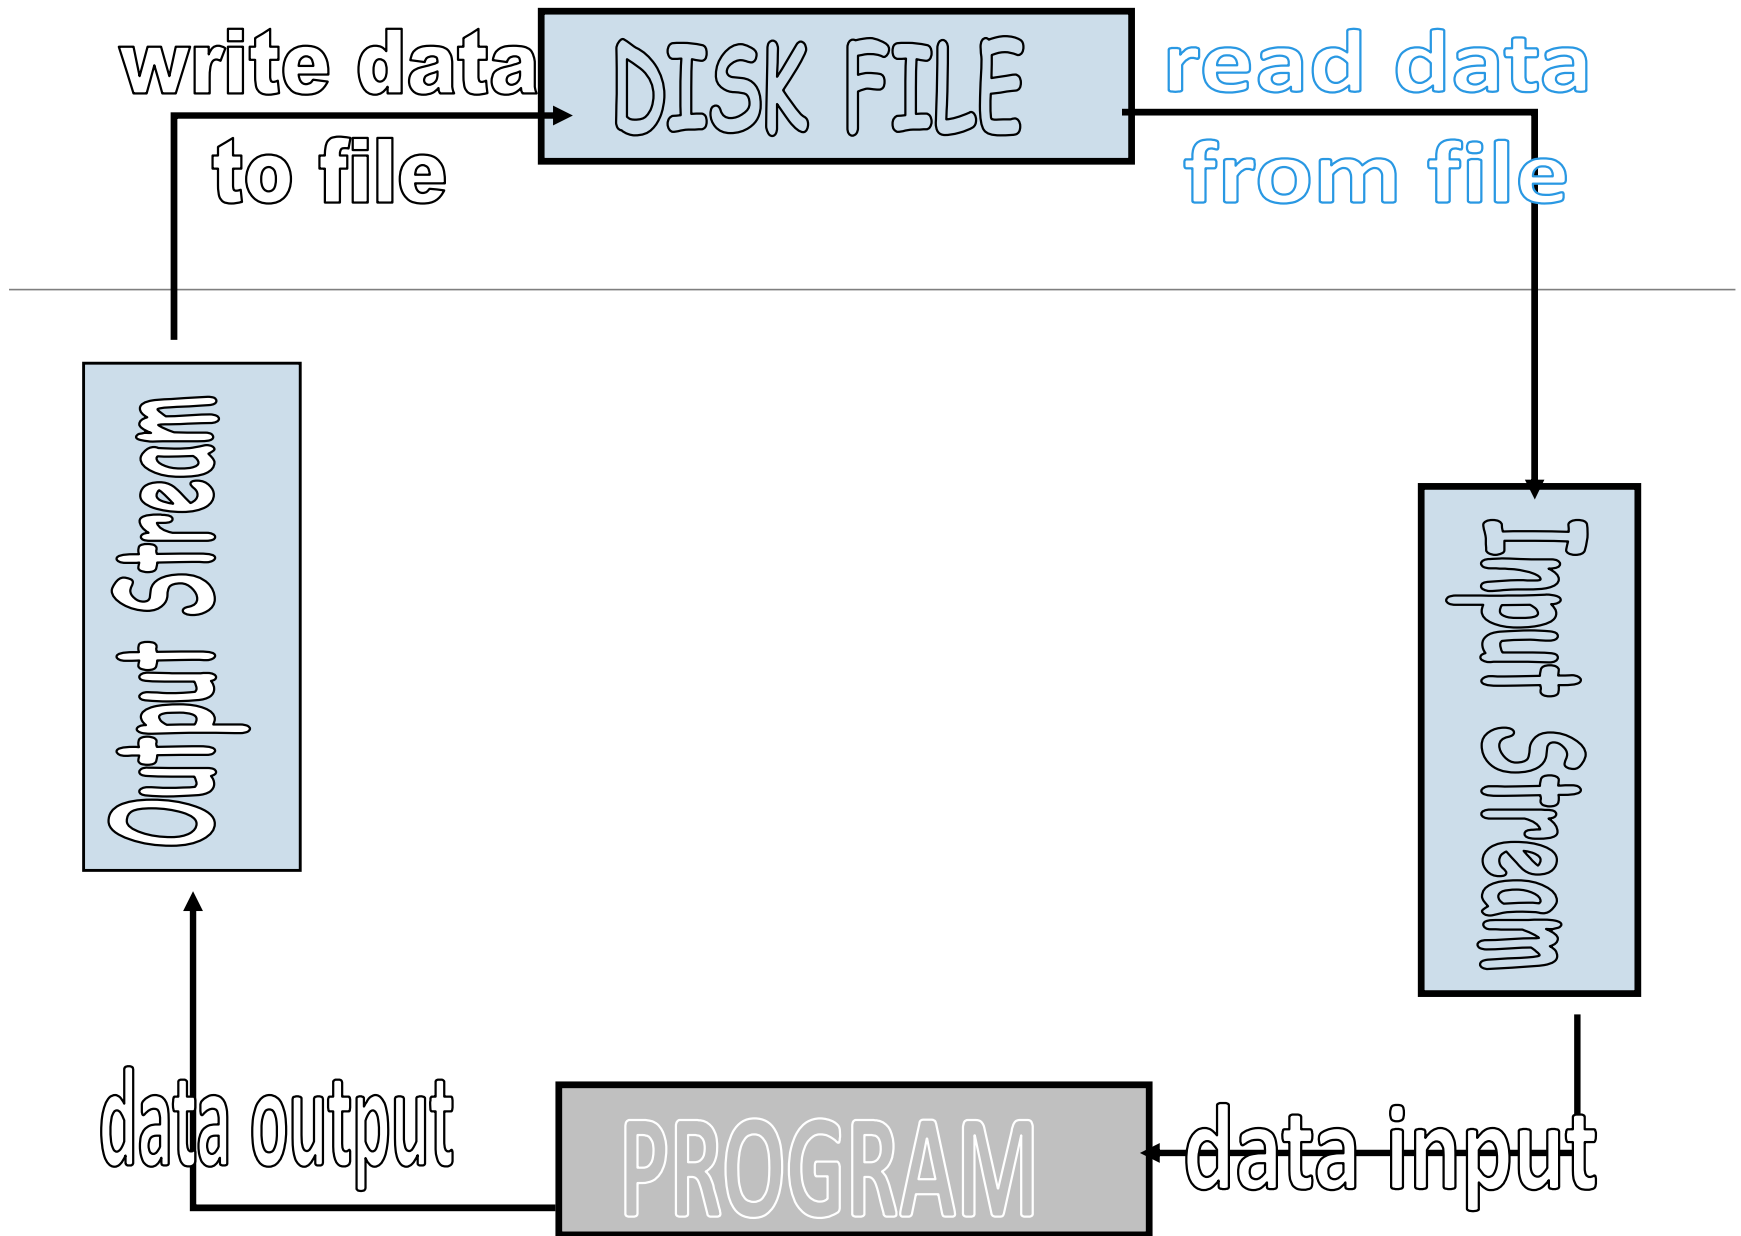 write data
to file
DISK FILE
read data
from file
Output Stream
Input Stream
data output
PROGRAM
data input